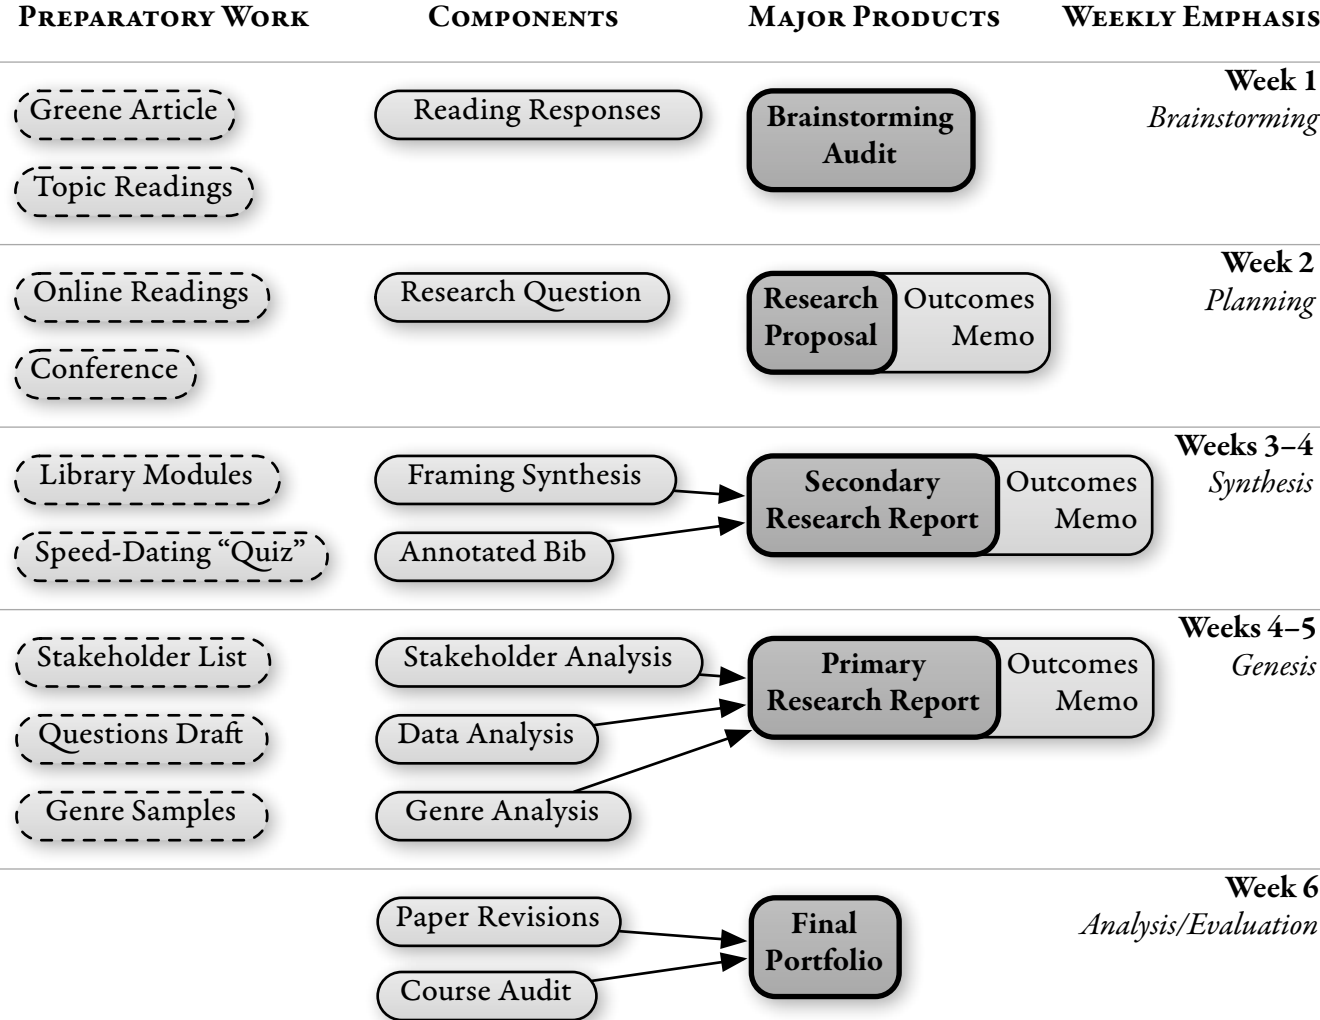 PREPARATORY WORK
COMPONENTS
MAJOR PRODUCTS
WEEKLY EMPHASIS
Greene Article
Topic Readings
Reading Responses
Brainstorming
Audit
Week 1
Brainstorming
Online Readings
Conference
Research Question
Research
Proposal
Outcomes
Memo
Week 2
Planning
Library Modules
Speed-Dating “Quiz”
Framing Synthesis
Annotated Bib
Secondary
Research Report
Outcomes
Memo
Weeks 3–4
Synthesis
Stakeholder List
Questions Draft
Genre Samples
Stakeholder Analysis
Data Analysis
Genre Analysis
Primary
Research Report
Outcomes
Memo
Weeks 4–5
Genesis
Paper Revisions
Course Audit
Final
Portfolio
Week 6
Analysis/Evaluation